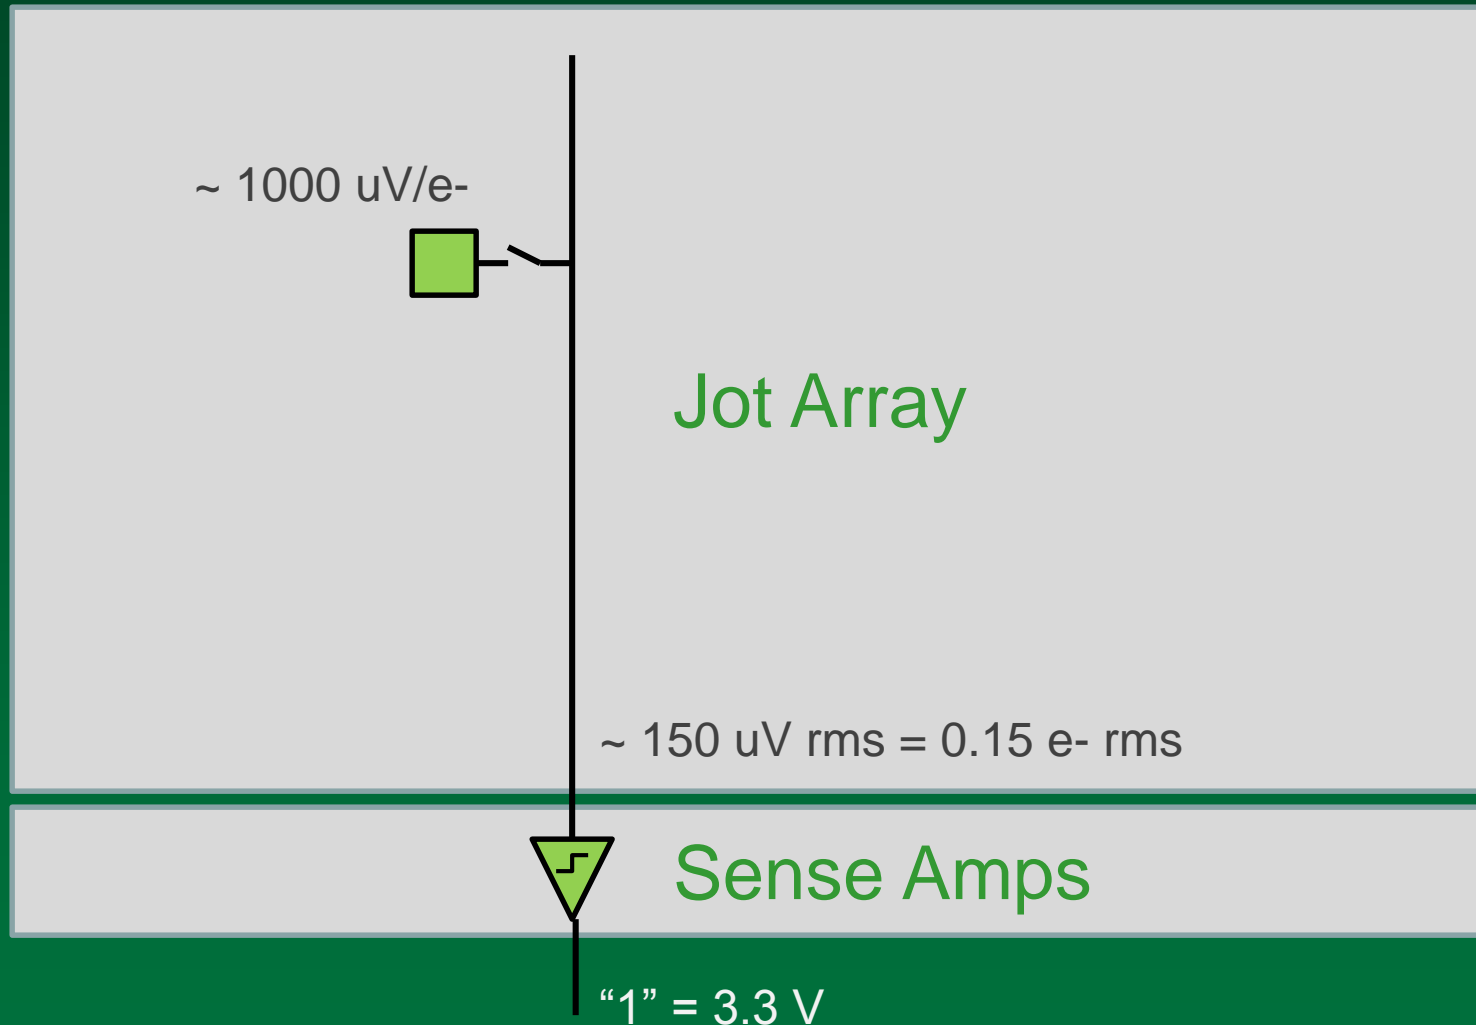 ~ 1000 uV/e-
Jot Array
~ 150 uV rms = 0.15 e- rms
Sense Amps
“1” = 3.3 V